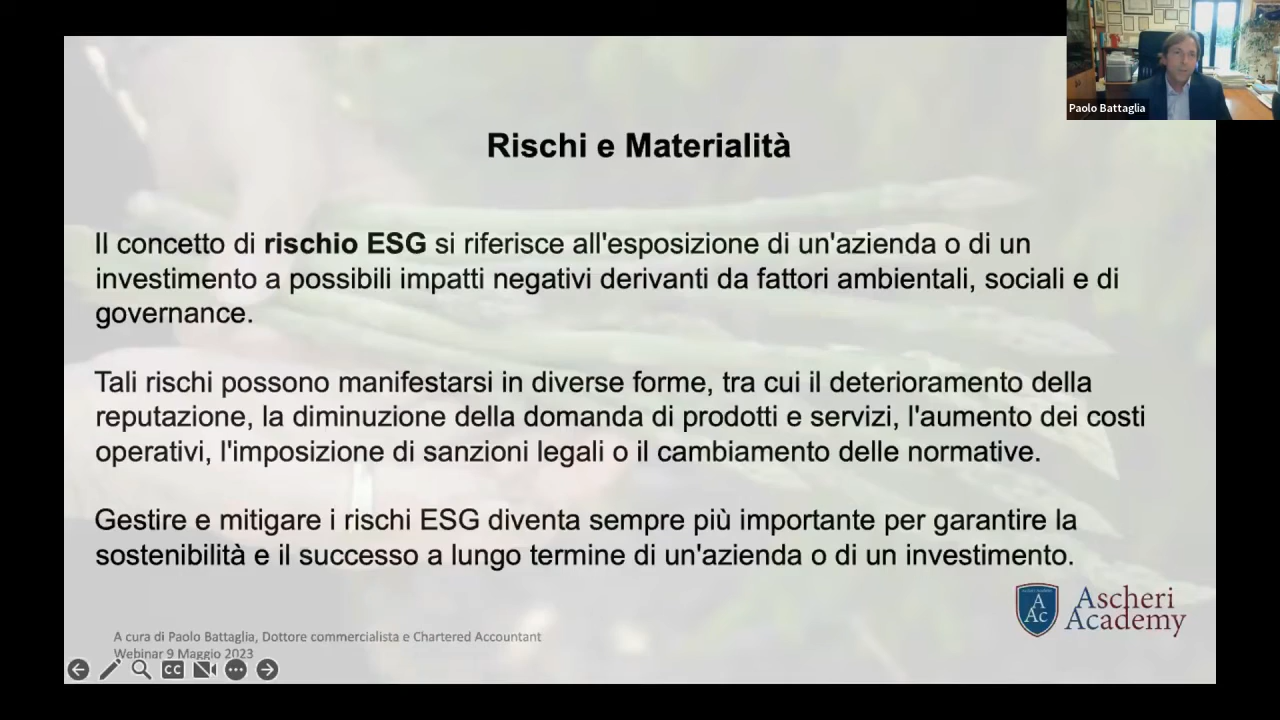 Paolo Battaglia
Rischi e Materialità
Il concetto di rischio ESG si riferisce all'esposizione di un'azienda o di un
investimento a possibili impatti negativi derivanti da fattori ambientali, sociali e di
governance.
Tali rischi possono manifestarsi in diverse forme, tra cui il deterioramento della
reputazione, la diminuzione della domanda di prodotti e servizi, l'aumento dei costi
operativi, l'imposizione di sanzioni legali o il cambiamento delle normative.
Gestire e mitigare i rischi ESG diventa sempre più importante per garantire la
sostenibilità e il successo a lungo termine di un'azienda o di un investimento.
A
Ac
Ascheri
Academy
A cura di Paolo Battaglia, Dottore commercialista e Chartered Accountant
Webinar 9 Maggio 2023
CC